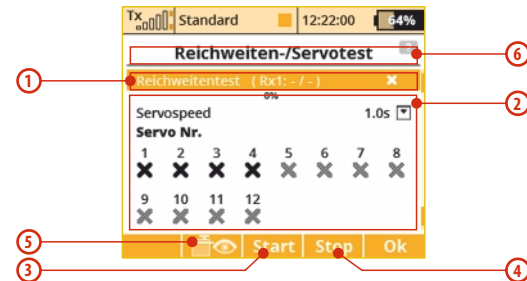 Tx Standard 12:22:00 64%
Reichweiten-/Servotest
6
1
Reichweitentest ( Rx1: - / - )
0%
2
Servospeed 1.0s
Servo Nr.
1 2 3 4 5 6 7 8
9 10 11 12
5
Start Stop Ok
3
4